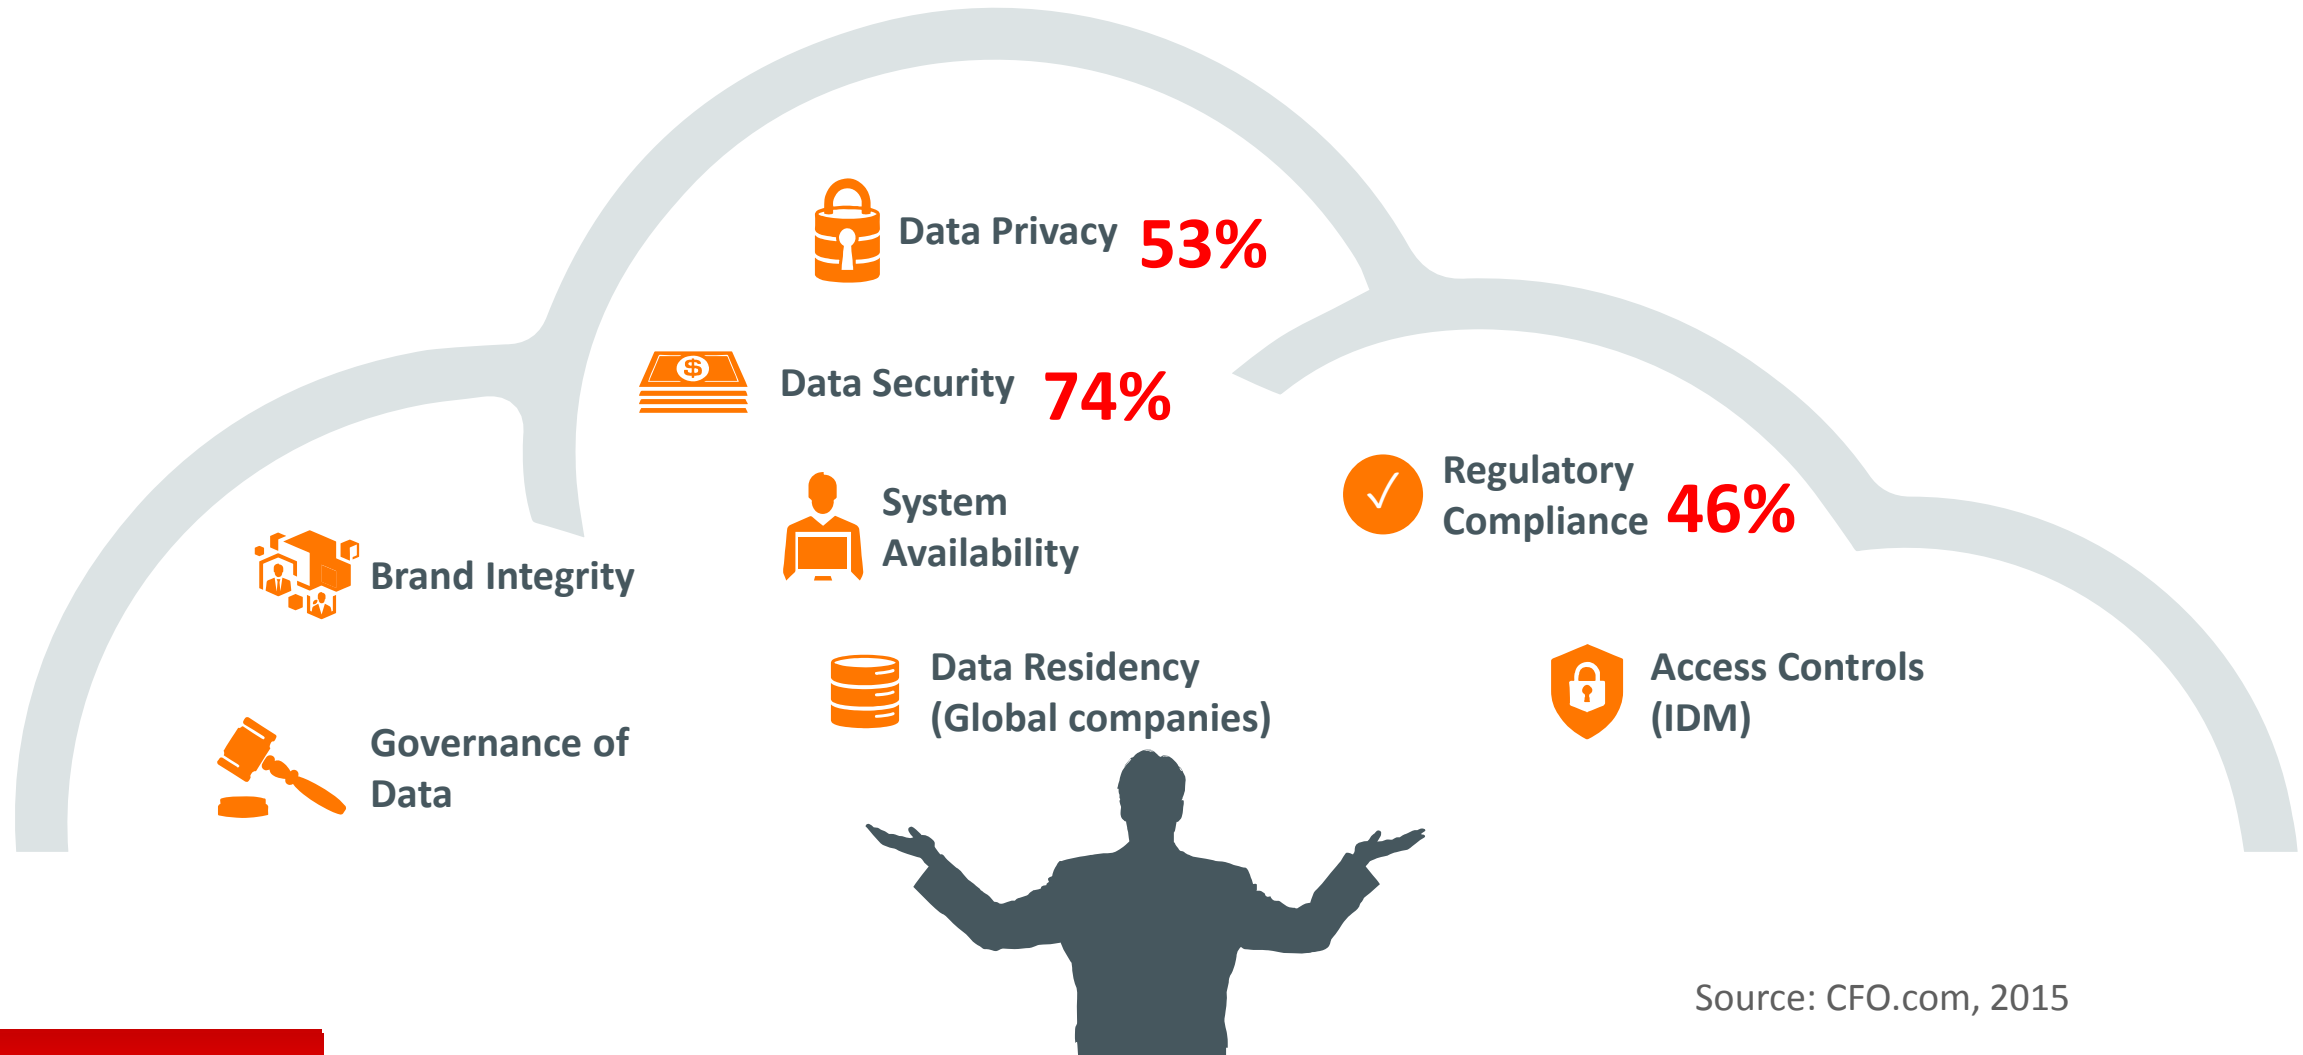 Data Privacy 53%
Data Security 74%
Regulatory
Compliance 46%
System
Availability
Brand Integrity
Data Residency
(Global companies)
Access Controls
(IDM)
Governance of
Data
Source: CFO.com, 2015